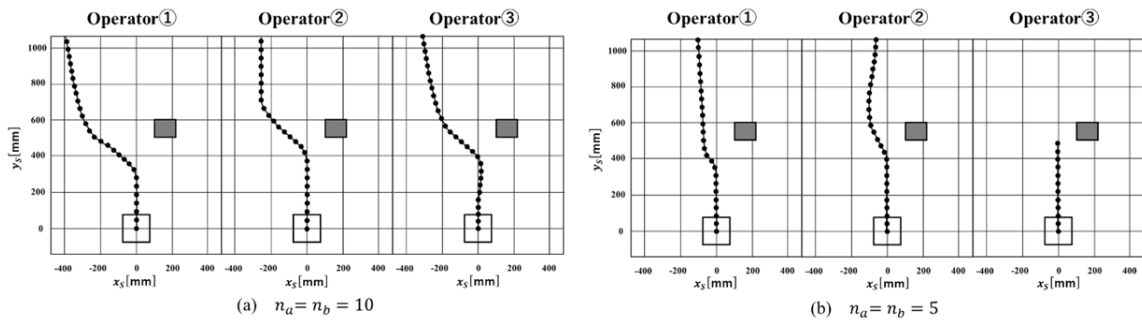 Operator① Operator② Operator③
1000
800
600
400
200
0
y_S[mm]
-400 -200 0 200 400 -400 -200 0 200 400 -400 -200 0 200 400
x_S[mm] x_S[mm] x_S[mm]
(a) n_a= n_b = 10
Operator① Operator② Operator③
1000
800
600
400
200
0
y_S[mm]
-400 -200 0 200 400 -400 -200 0 200 400 -400 -200 0 200 400
x_S[mm] x_S[mm] x_S[mm]
(b) n_a= n_b = 5